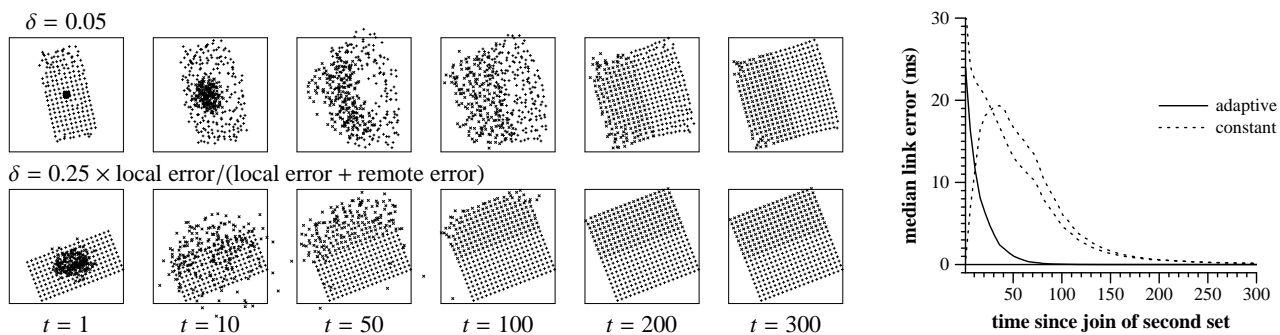 δ = 0.05
δ = 0.25 × local error/(local error + remote error)
t = 1
t = 10
t = 50
t = 100
t = 200
t = 300
median link error (ms)
30
20
10
0
adaptive
constant
50
100
150
200
250
300
time since join of second set